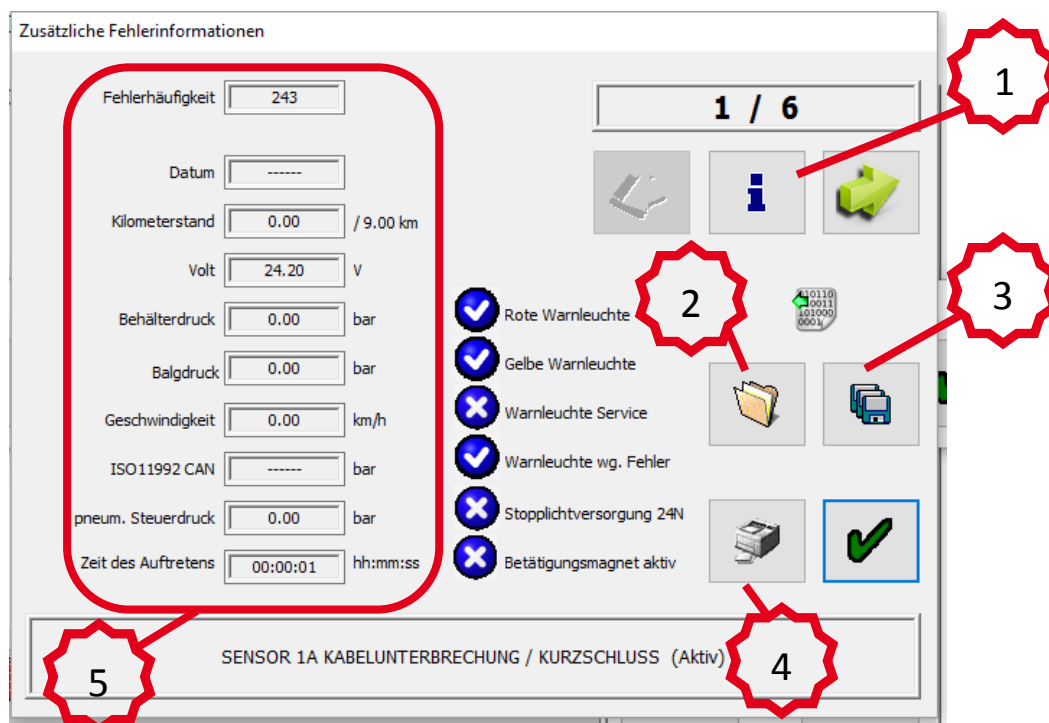 Zusätzliche Fehlerinformationen
Fehlerhäufigkeit 243
1 / 6
1
Datum ------
Kilometerstand 0.00 / 9.00 km
Volt 24.20 V
Behälterdruck 0.00 bar
Balgdruck 0.00 bar
Geschwindigkeit 0.00 km/h
ISO11992 CAN ------ bar
pneum. Steuerdruck 0.00 bar
Zeit des Auftretens 00:00:01 hh:mm:ss
Rote Warnleuchte
Gelbe Warnleuchte
Warnleuchte Service
Warnleuchte wg. Fehler
Stopplichtversorgung 24N
Betätigungsmagnet aktiv
2
3
i
SENSOR 1A KABELUNTERBRECHUNG / KURZSCHLUSS (Aktiv)
4
5